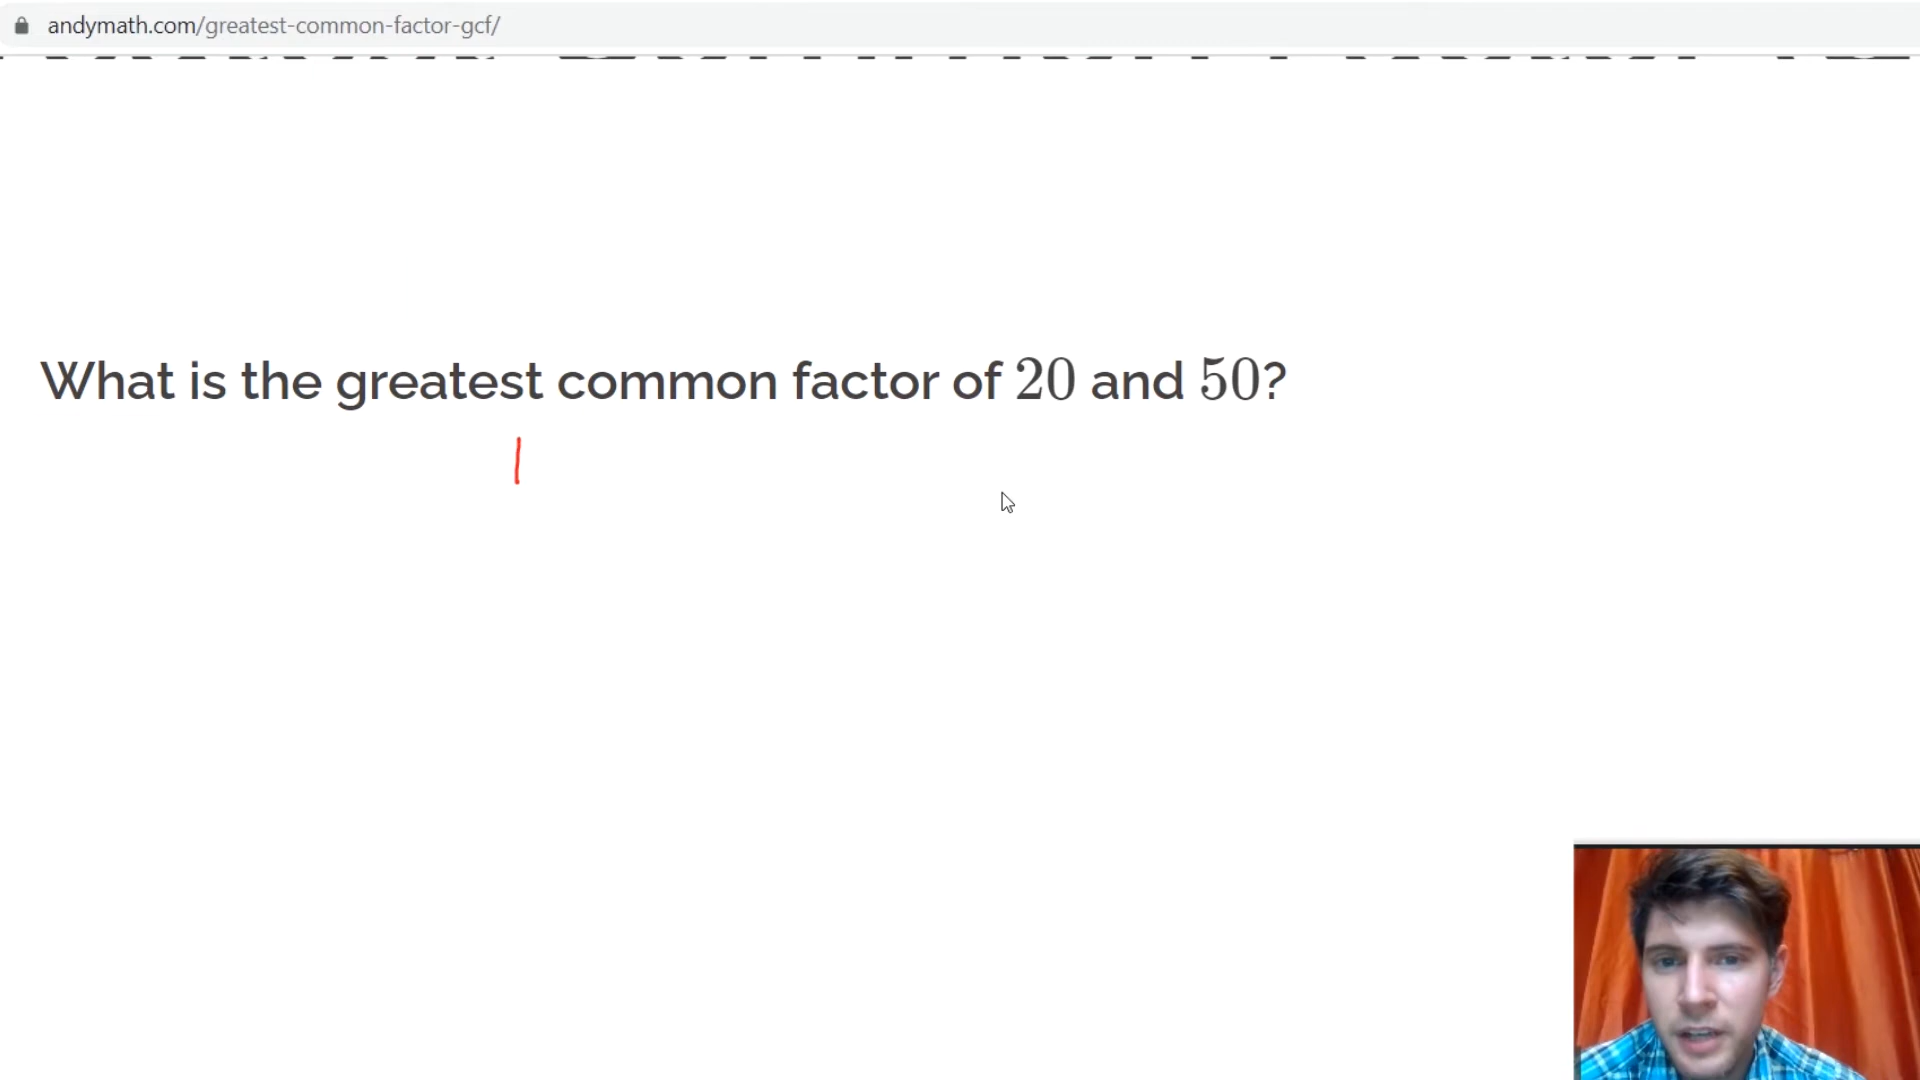 andymath.com/greatest-common-factor-gcf/
What is the greatest common factor of 20 and 50?